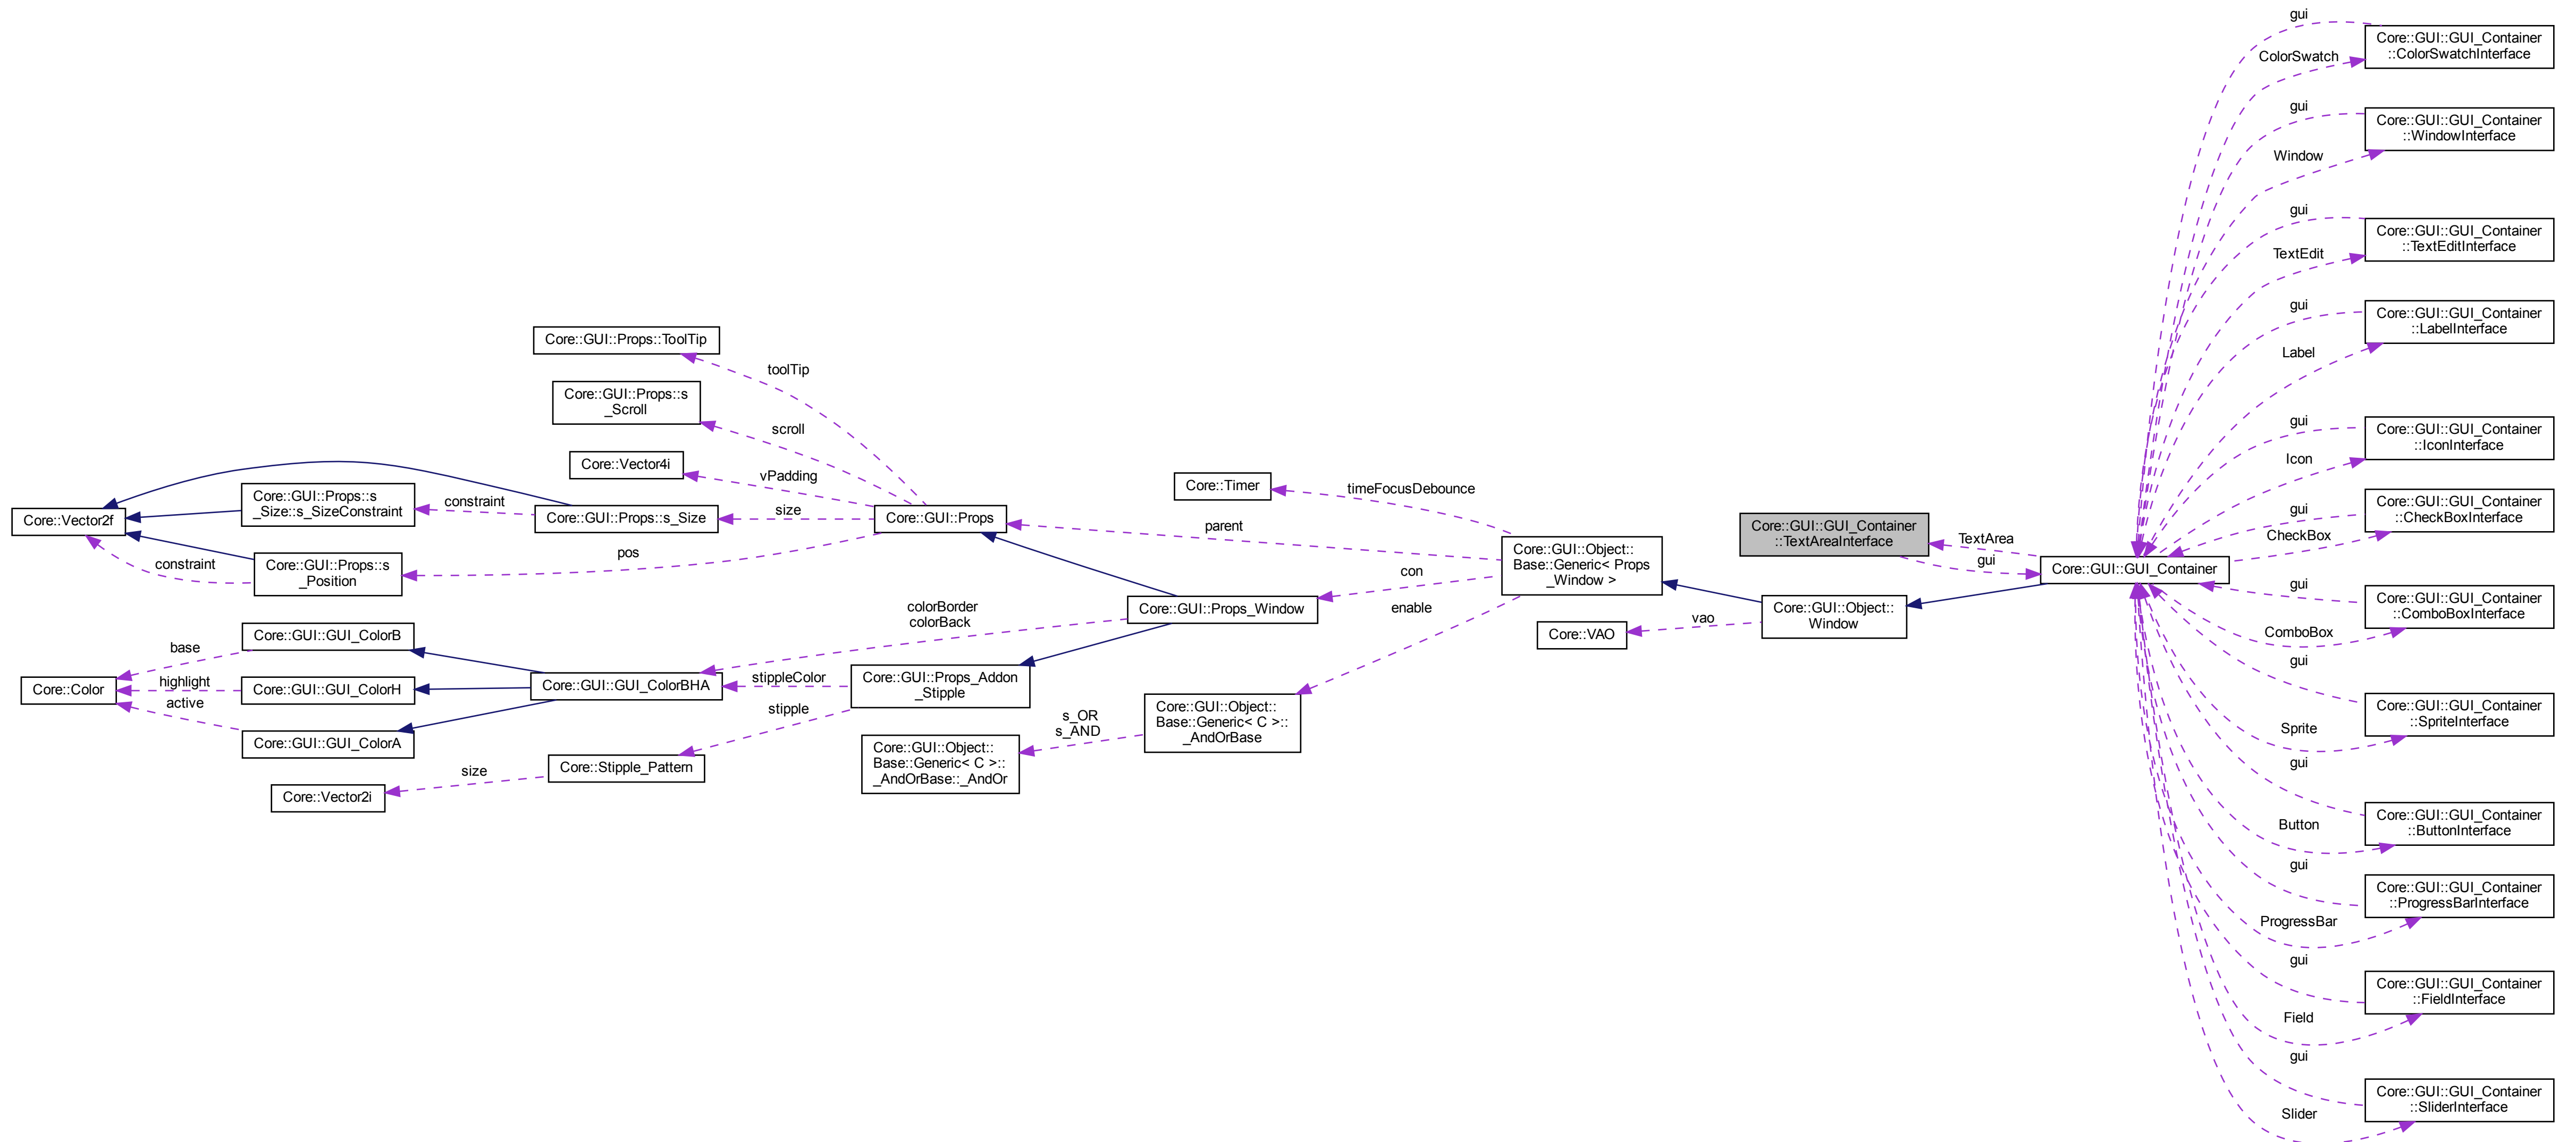 gui
Core::GUI::GUI_Container
::ColorSwatchInterface
ColorSwatch
gui
Core::GUI::GUI_Container
::WindowInterface
Window
gui
Core::GUI::GUI_Container
::TextEditInterface
TextEdit
gui
Core::GUI::GUI_Container
::LabelInterface
Label
Core::GUI::Props::ToolTip
toolTip
Core::GUI::Props::s
_Scroll
scroll
gui
Core::GUI::GUI_Container
::IconInterface
Icon
Core::Vector4i
vPadding
Core::Timer
timeFocusDebounce
Core::Vector2f
Core::GUI::Props::s
_Size::s_SizeConstraint
constraint
Core::GUI::Props::s_Size
size
Core::GUI::Props
parent
Core::GUI::GUI_Container
::TextAreaInterface
TextArea
gui
gui
Core::GUI::GUI_Container
::CheckBoxInterface
CheckBox
constraint
Core::GUI::Props::s
_Position
pos
con
Core::GUI::Object::
Base::Generic< Props
_Window >
Core::GUI::GUI_Container
gui
Core::GUI::GUI_Container
::ComboBoxInterface
ComboBox
colorBorder
colorBack
Core::GUI::Props_Window
enable
Core::VAO
vao
Core::GUI::Object::
Window
base
Core::GUI::GUI_ColorB
Core::Color
highlight
Core::GUI::GUI_ColorH
Core::GUI::GUI_ColorBHA
stippleColor
Core::GUI::Props_Addon
_Stipple
active
Core::GUI::GUI_ColorA
stipple
s_OR
s_AND
Core::GUI::Object::
Base::Generic< C >::
_AndOrBase
gui
Core::GUI::GUI_Container
::SpriteInterface
Sprite
Core::Vector2i
size
Core::Stipple_Pattern
Core::GUI::Object::
Base::Generic< C >::
_AndOrBase::_AndOr
gui
Core::GUI::GUI_Container
::ButtonInterface
Button
gui
Core::GUI::GUI_Container
::ProgressBarInterface
ProgressBar
gui
Core::GUI::GUI_Container
::FieldInterface
Field
gui
Core::GUI::GUI_Container
::SliderInterface
Slider